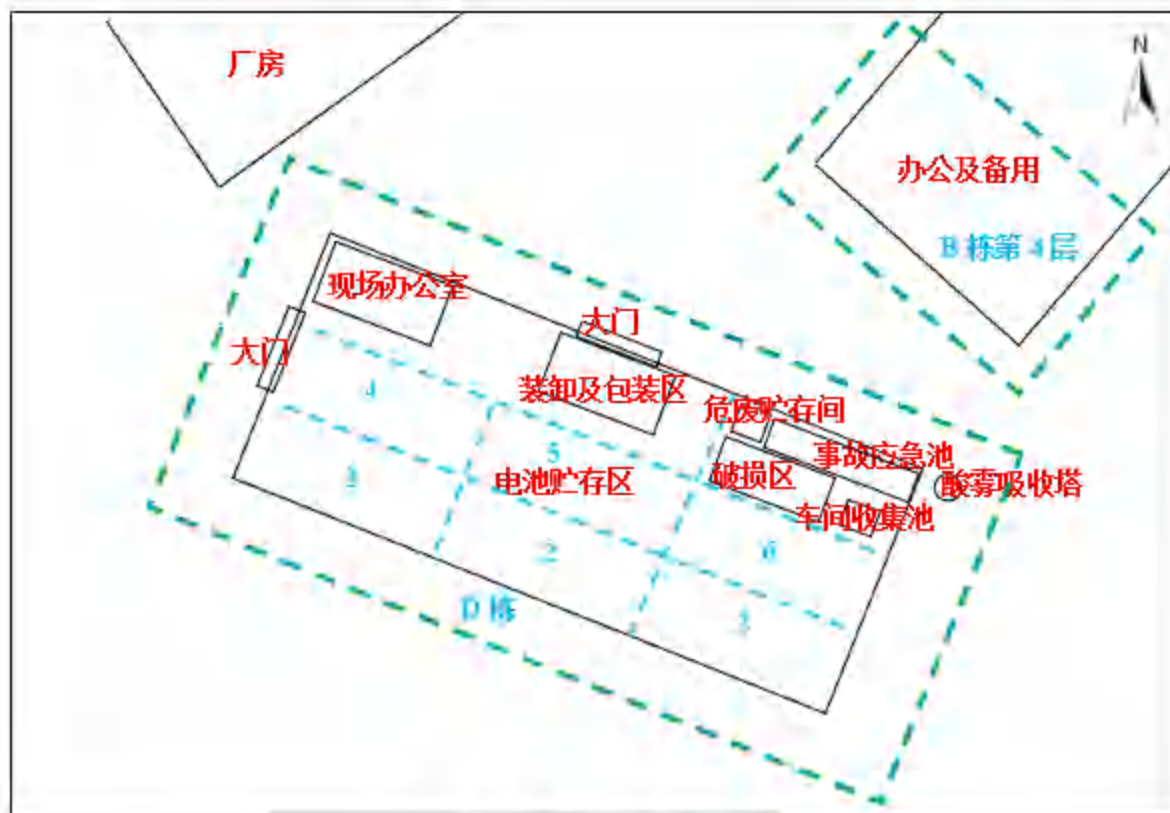 厂房
N
办公及备用
B 栋第 4 层
现场办公室
大门
大门
装卸及包装区
4
危废贮存间
5
事故应急池
电池贮存区
破损区
酸雾吸收塔
车间收集池
2
6
D 栋